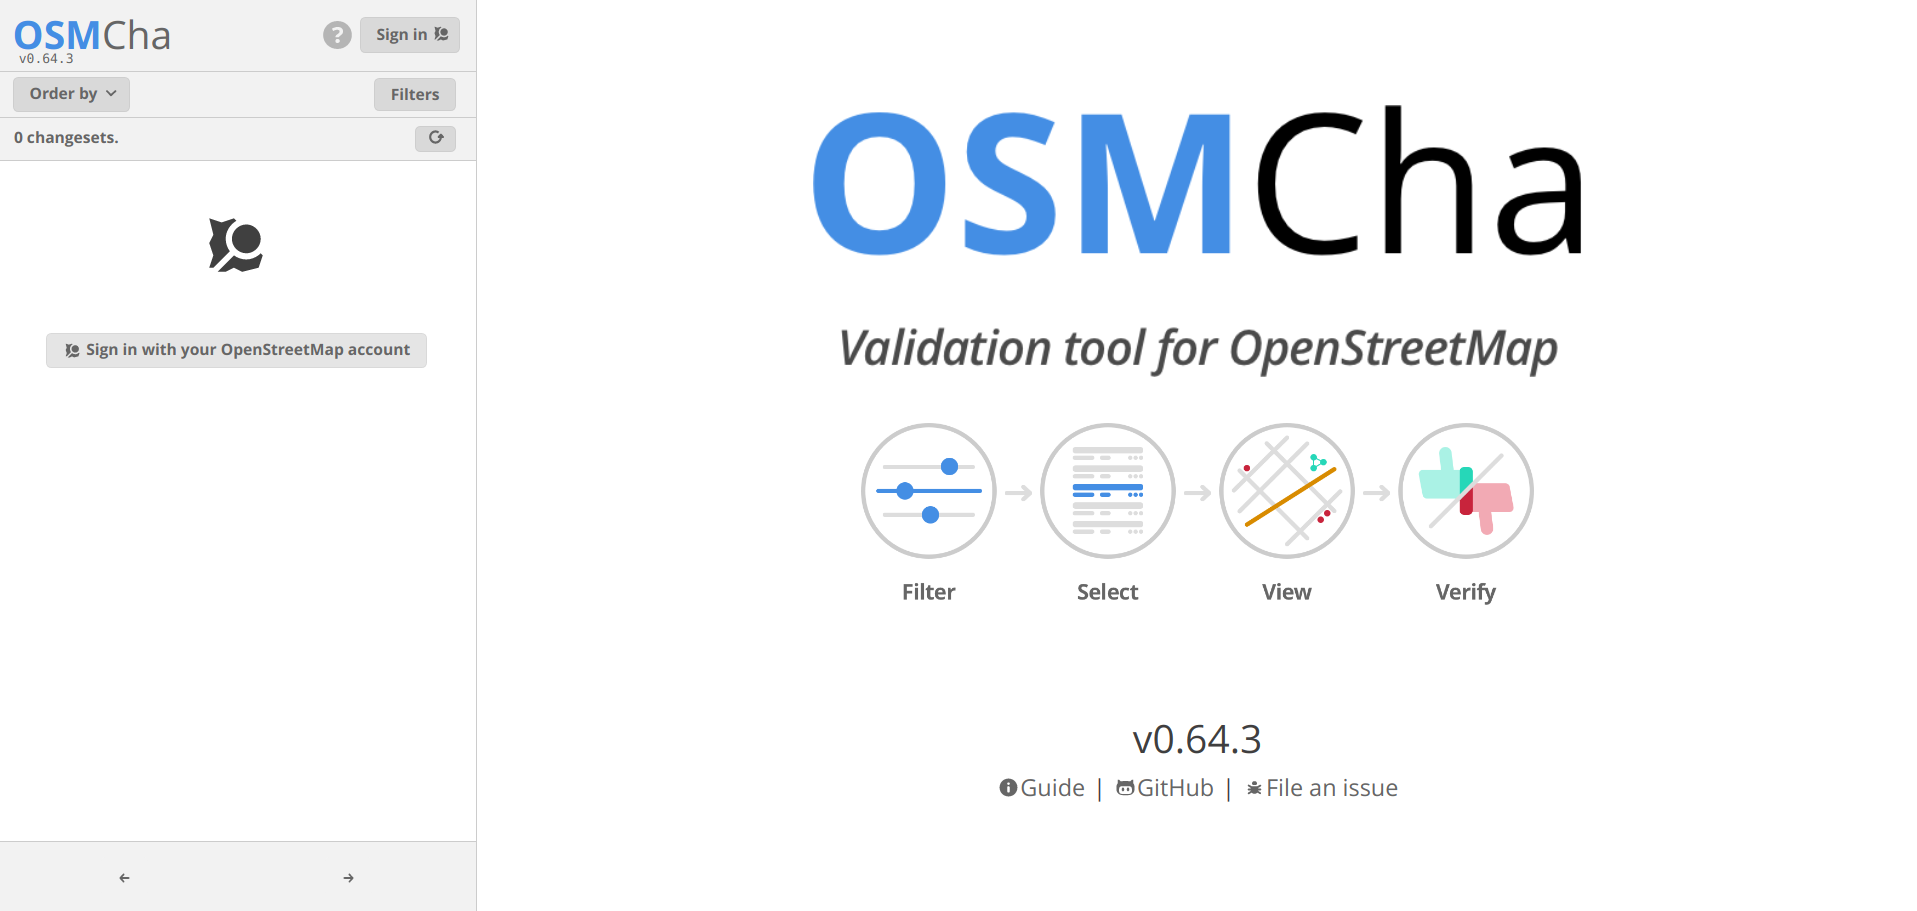 OSMCha
v0.64.3
? Sign in
Order by
Filters
0 changesets.
Sign in with your OpenStreetMap account
OSMCha
Validation tool for OpenStreetMap
Filter
Select
View
Verify
v0.64.3
Guide | GitHub | File an issue